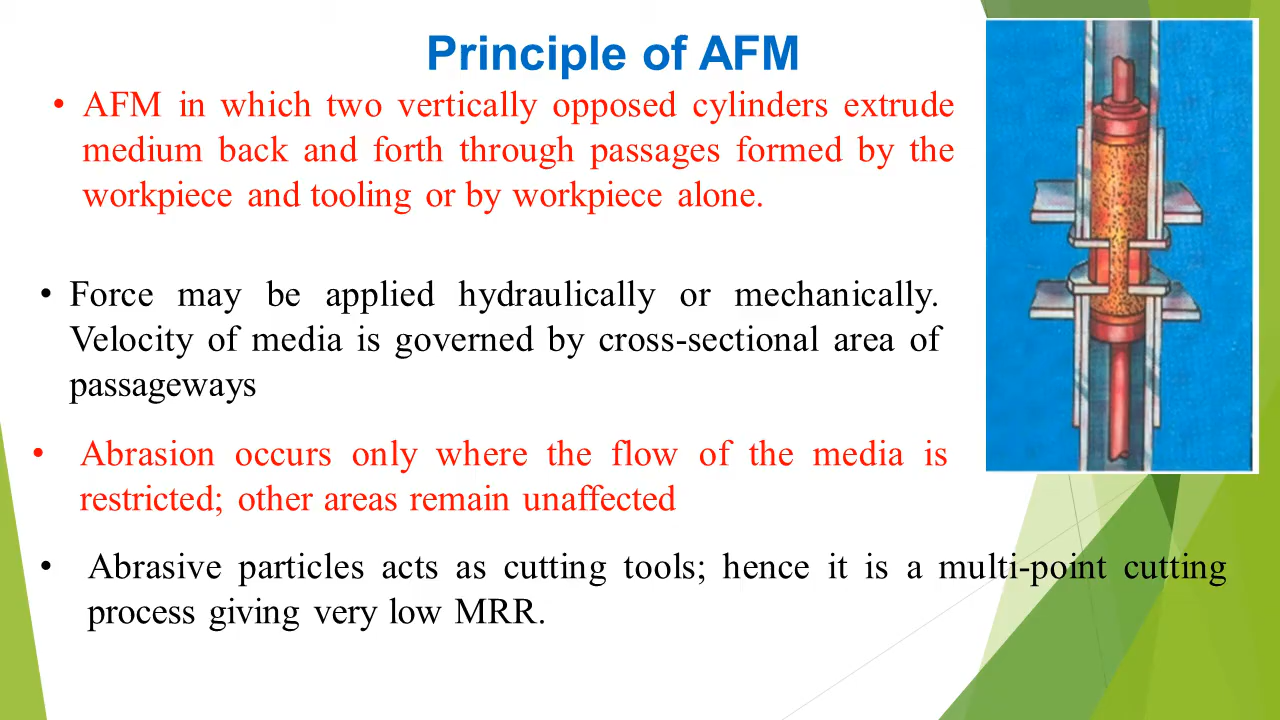 Principle of AFM
• AFM in which two vertically opposed cylinders extrude
medium back and forth through passages formed by the
workpiece and tooling or by workpiece alone.
• Force may be applied hydraulically or mechanically.
Velocity of media is governed by cross-sectional area of
passageways
• Abrasion occurs only where the flow of the media is
restricted; other areas remain unaffected
• Abrasive particles acts as cutting tools; hence it is a multi-point cutting
process giving very low MRR.